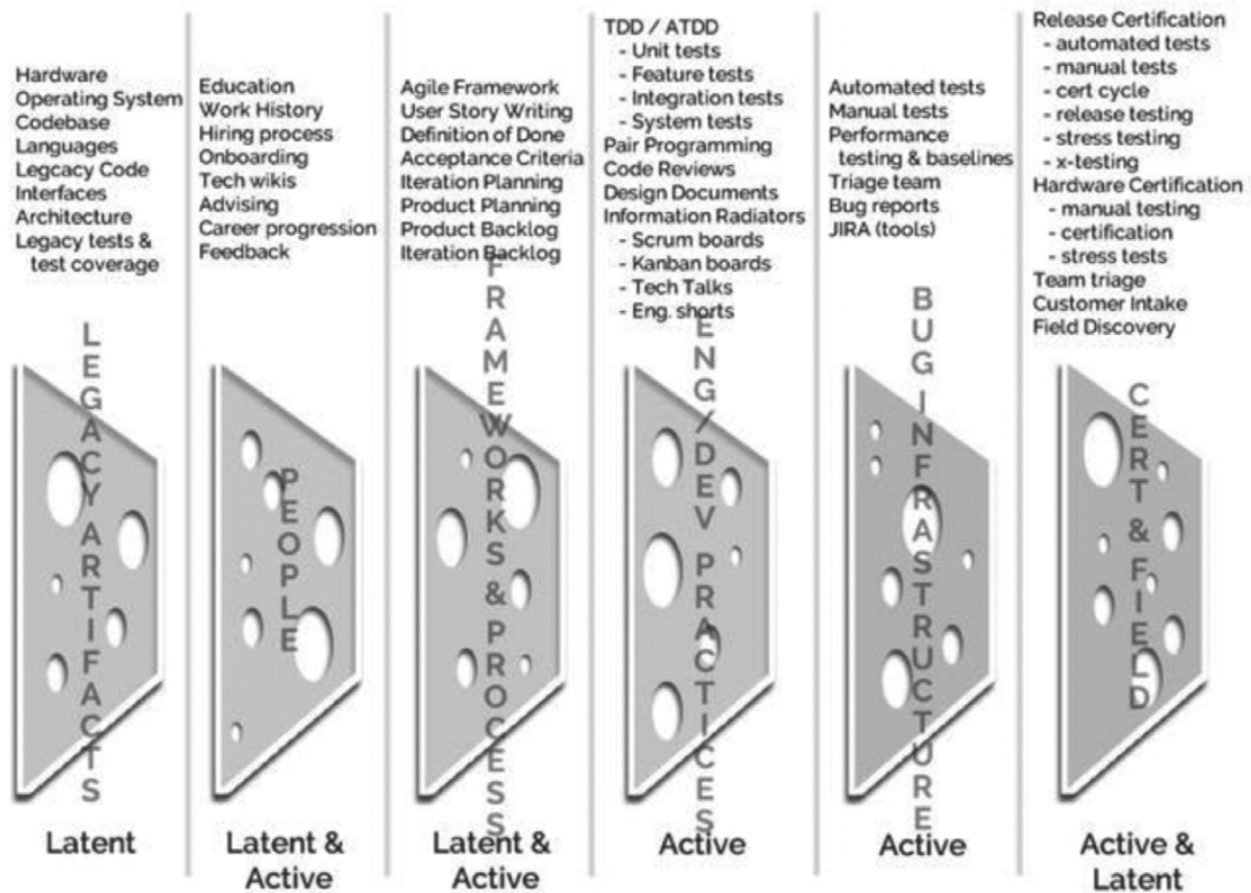 Hardware
Operating System
Codebase
Languages
Legcacy Code
Interfaces
Architecture
Legacy tests &
test coverage
LEGACY ARTIFACTS
Latent
Education
Work History
Hiring process
Onboarding
Tech wikis
Advising
Career progression
Feedback
PEOPLE
Latent &
Active
Agile Framework
User Story Writing
Definition of Done
Acceptance Criteria
Iteration Planning
Product Planning
Product Backlog
Iteration Backlog
FRAMEWORKS & PROCESS
Latent &
Active
TDD / ATDD
- Unit tests
- Feature tests
- Integration tests
- System tests
Pair Programming
Code Reviews
Design Documents
Information Radiators
- Scrum boards
- Kanban boards
- Tech Talks
- Eng. shorts
ENG/DEV PRACTICES
Active
Automated tests
Manual tests
Performance
testing & baselines
Triage team
Bug reports
JIRA (tools)
BUG INFRASTRUCTURE
Active
Release Certification
- automated tests
- manual tests
- cert cycle
- release testing
- stress testing
- x-testing
Hardware Certification
- manual testing
- certification
- stress tests
Team triage
Customer Intake
Field Discovery
CERT & FIELD
Active &
Latent